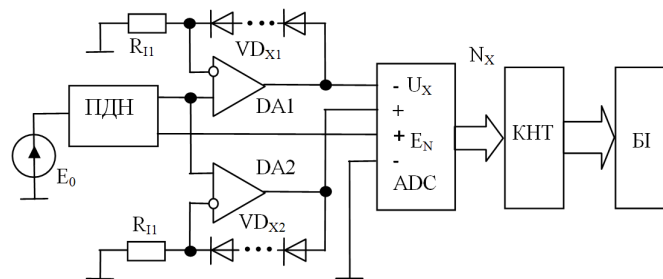 R_I1
VD_X1
DA1
ПДН
E_0
DA2
R_I1
VD_X2
- U_X
+
+ E_N
-
ADC
N_X
КНТ
БІ